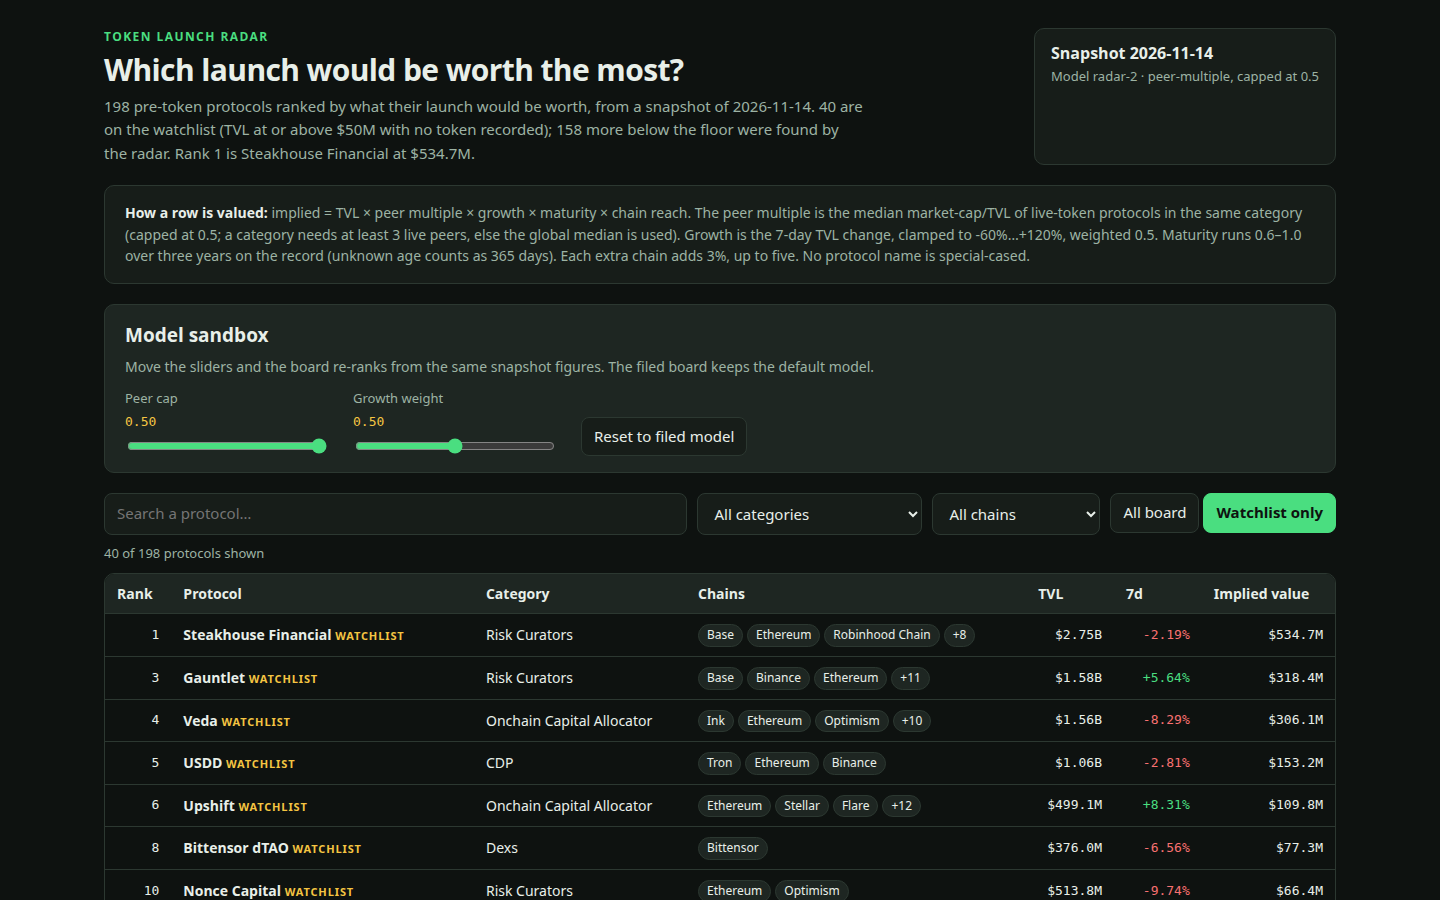 TOKEN LAUNCH RADAR
Which launch would be worth the most?
198 pre-token protocols ranked by what their launch would be worth, from a snapshot of 2026-11-14. 40 are
on the watchlist (TVL at or above $50M with no token recorded); 158 more below the floor were found by
the radar. Rank 1 is Steakhouse Financial at $534.7M.
Snapshot 2026-11-14
Model radar-2 · peer-multiple, capped at 0.5
How a row is valued: implied = TVL × peer multiple × growth × maturity × chain reach. The peer multiple is the median market-cap/TVL of live-token protocols in the same category
(capped at 0.5; a category needs at least 3 live peers, else the global median is used). Growth is the 7-day TVL change, clamped to -60%...+120%, weighted 0.5. Maturity runs 0.6–1.0
over three years on the record (unknown age counts as 365 days). Each extra chain adds 3%, up to five. No protocol name is special-cased.
Model sandbox
Move the sliders and the board re-ranks from the same snapshot figures. The filed board keeps the default model.
Peer cap
0.50
Growth weight
0.50
Reset to filed model
Search a protocol...
All categories
All chains
All board
Watchlist only
40 of 198 protocols shown
Rank Protocol Category Chains TVL 7d Implied value
1 Steakhouse Financial WATCHLIST Risk Curators Base Ethereum Robinhood Chain +8 $2.75B -2.19% $534.7M
3 Gauntlet WATCHLIST Risk Curators Base Binance Ethereum +11 $1.58B +5.64% $318.4M
4 Veda WATCHLIST Onchain Capital Allocator Ink Ethereum Optimism +10 $1.56B -8.29% $306.1M
5 USDD WATCHLIST CDP Tron Ethereum Binance $1.06B -2.81% $153.2M
6 Upshift WATCHLIST Onchain Capital Allocator Ethereum Stellar Flare +12 $499.1M +8.31% $109.8M
8 Bittensor dTAO WATCHLIST Dexs Bittensor $376.0M -6.56% $77.3M
10 Nonce Capital WATCHLIST Risk Curators Ethereum Optimism $513.8M -9.74% $66.4M